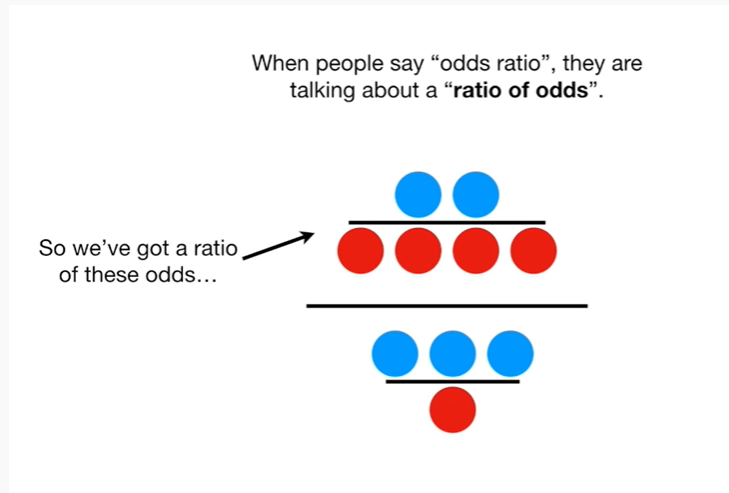 When people say “odds ratio”, they are
talking about a “ratio of odds”.
So we’ve got a ratio
of these odds…